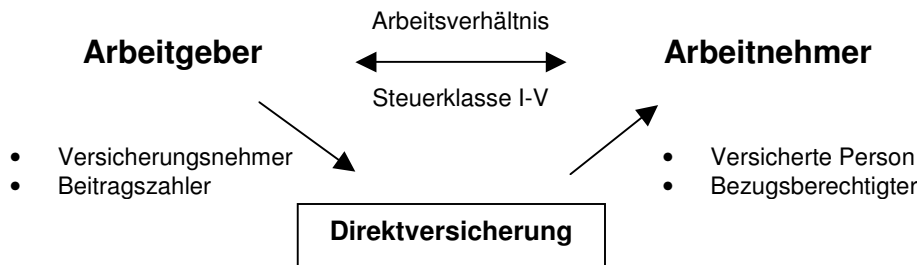 Arbeitsverhältnis
Arbeitgeber
Arbeitnehmer
Steuerklasse I-V
• Versicherungsnehmer
• Beitragszahler
• Versicherte Person
• Bezugsberechtigter
Direktversicherung